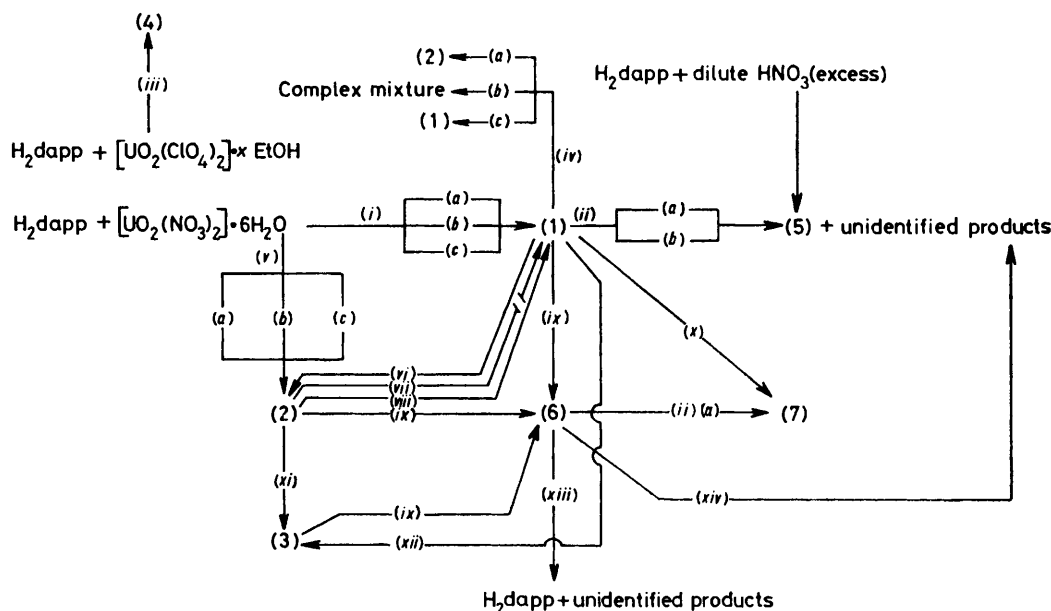 (4)
(iii)
H₂dapp + [UO₂(ClO₄)₂]•x EtOH
(2)
(a)
Complex mixture
(b)
(1)
(c)
(iv)
H₂dapp + dilute HNO₃(excess)
H₂dapp + [UO₂(NO₃)₂]•6H₂O
(i)
(a)
(b)
(c)
(1)
(ii)
(a)
(b)
(5) + unidentified products
(v)
(a)
(b)
(c)
(vi)
(vii)
(viii)
(ix)
(x)
(2)
(ix)
(6)
(ii)(a)
(7)
(xi)
(ix)
(xiii)
(xiv)
(3)
(xii)
H₂dapp + unidentified products